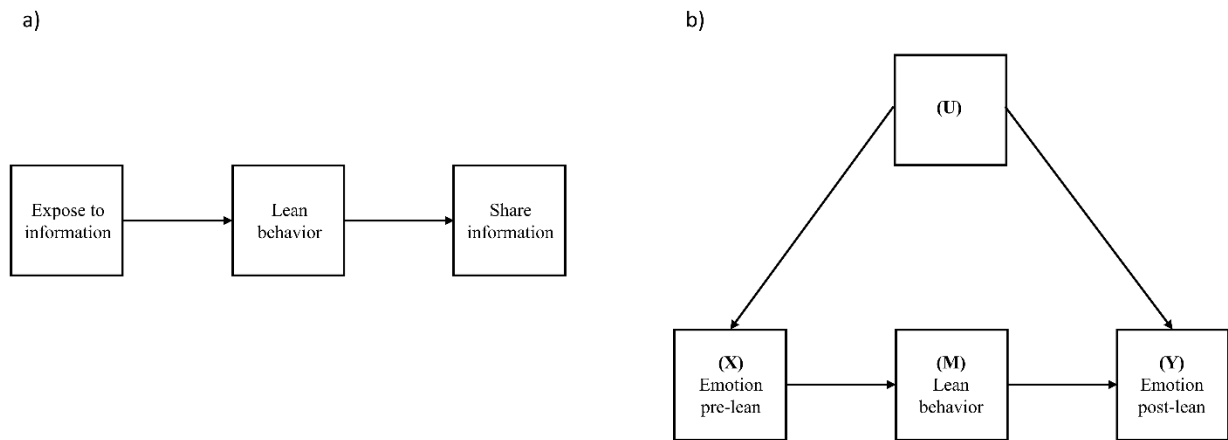 a)
Expose to
information
Lean
behavior
Share
information
b)
(U)
(X)
Emotion
pre-lean
(M)
Lean
behavior
(Y)
Emotion
post-lean